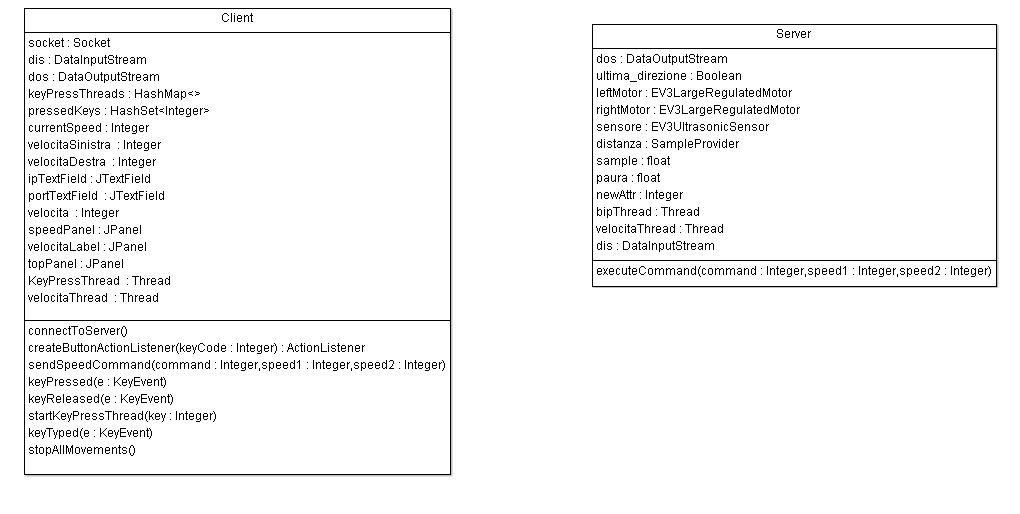 Client
socket : Socket
dis : DataInputStream
dos : DataOutputStream
keyPressThreads : HashMap<>
pressedKeys : HashSet<Integer>
currentSpeed : Integer
velocitaSinistra : Integer
velocitaDestra : Integer
ipTextField : JTextField
portTextField : JTextField
velocita : Integer
speedPanel : JPanel
velocitaLabel : JPanel
topPanel : JPanel
KeyPressThread : Thread
velocitaThread : Thread
connectToServer()
createButtonActionListener(keyCode : Integer) : ActionListener
sendSpeedCommand(command : Integer,speed1 : Integer,speed2 : Integer)
keyPressed(e : KeyEvent)
keyReleased(e : KeyEvent)
startKeyPressThread(key : Integer)
keyTyped(e : KeyEvent)
stopAllMovements()
Server
dos : DataOutputStream
ultima_direzione : Boolean
leftMotor : EV3LargeRegulatedMotor
rightMotor : EV3LargeRegulatedMotor
sensore : EV3UltrasonicSensor
distanza : SampleProvider
sample : float
paura : float
newAttr : Integer
bipThread : Thread
velocitaThread : Thread
dis : DataInputStream
executeCommand(command : Integer,speed1 : Integer,speed2 : Integer)